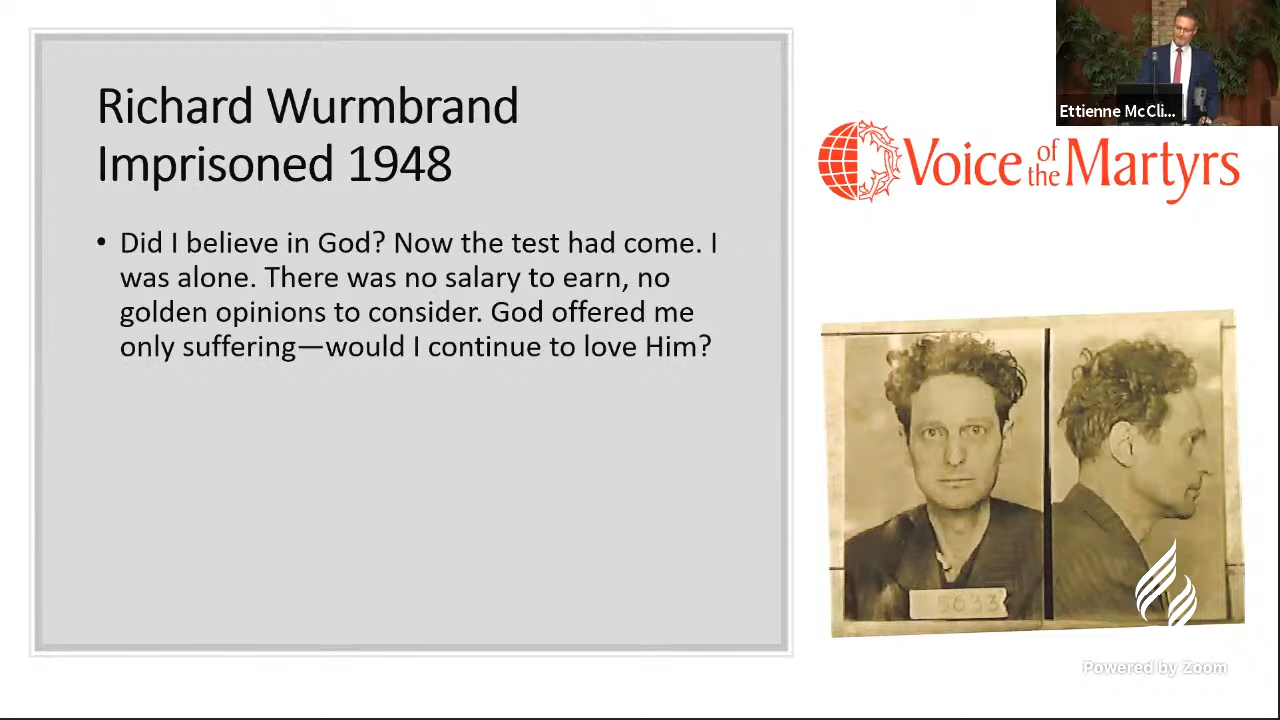 Richard Wurmbrand
Imprisoned 1948
• Did I believe in God? Now the test had come. I
was alone. There was no salary to earn, no
golden opinions to consider. God offered me
only suffering—would I continue to love Him?
Ettienne McCli...
Voice of the Martyrs
5633
Powered by Zoom